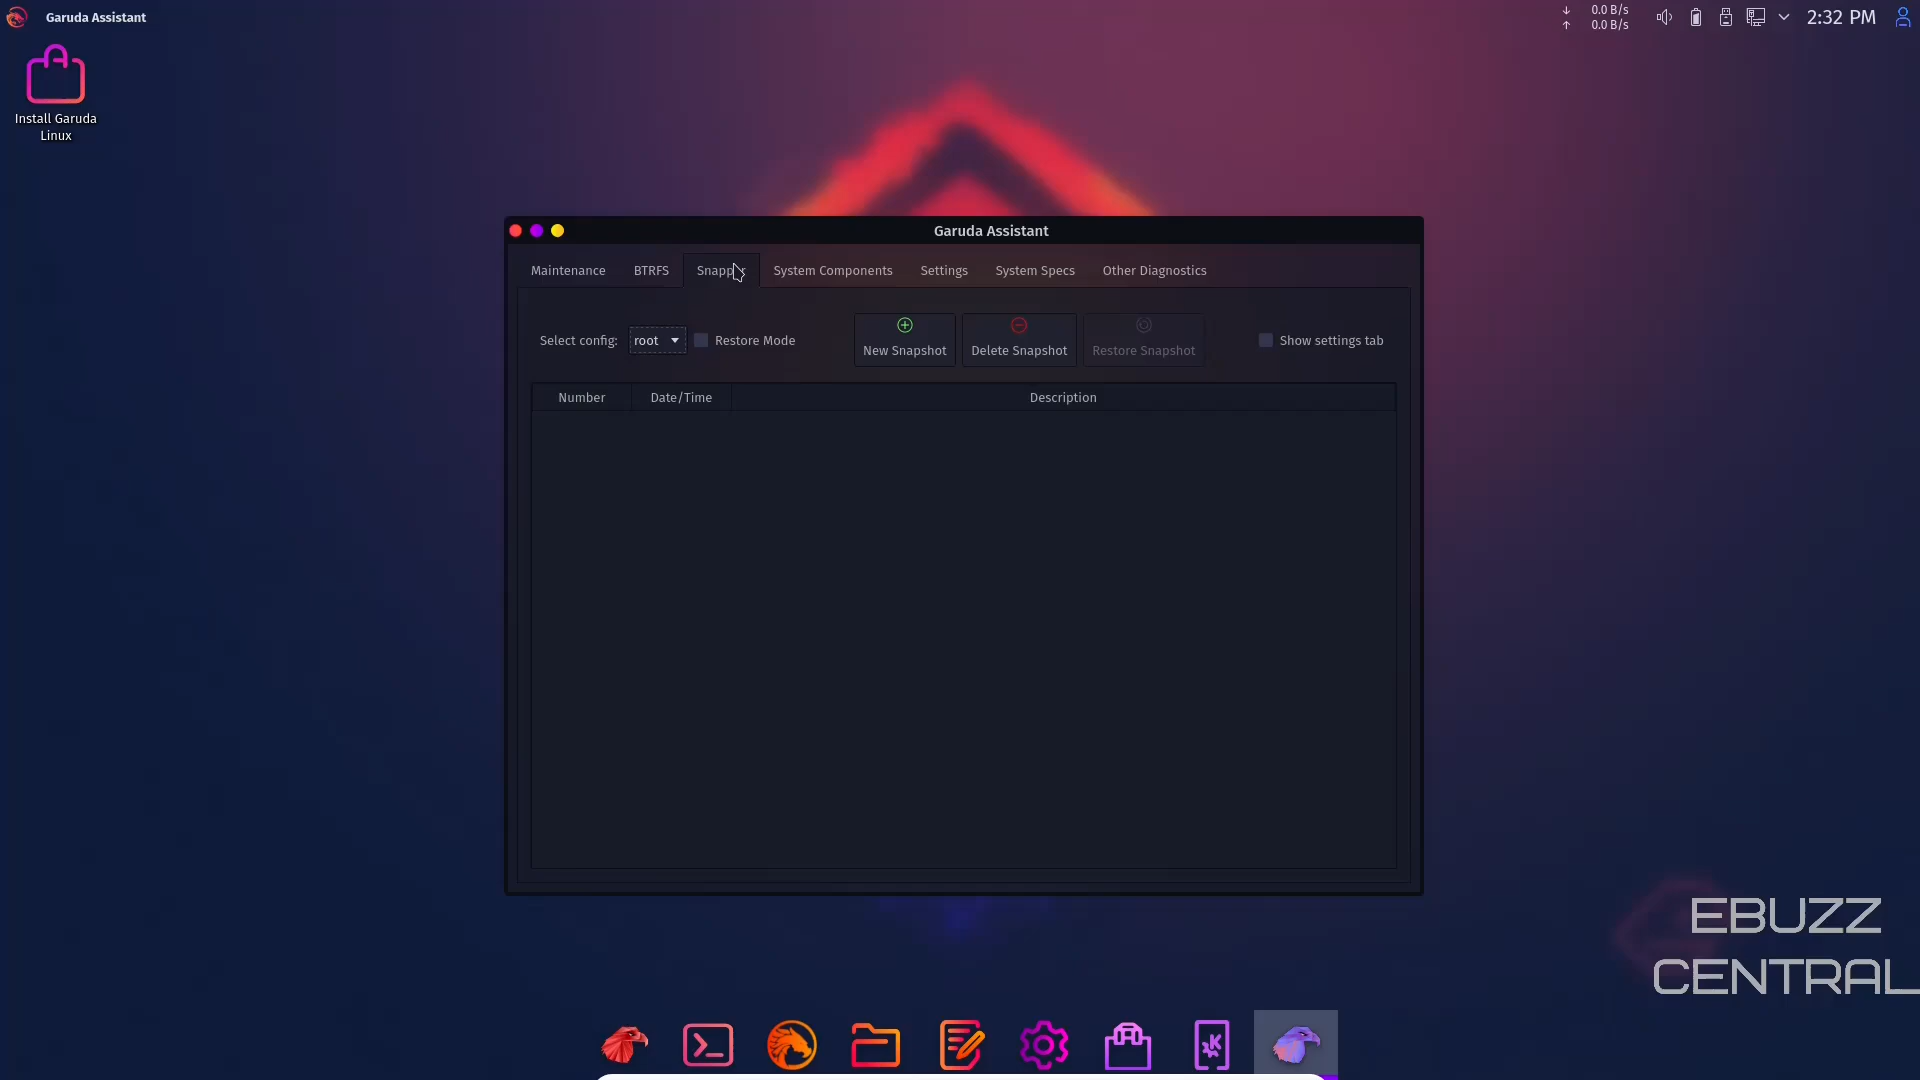 Garuda Assistant
0.0 B/s
0.0 B/s
2:32 PM
Install Garuda
Linux
Garuda Assistant
Maintenance
BTRFS
System Components
Settings
System Specs
Other Diagnostics
Select config:
root
Restore Mode
New Snapshot
Delete Snapshot
Restore Snapshot
Show settings tab
Number
Date/Time
Description
EBUZZ
CENTRAL